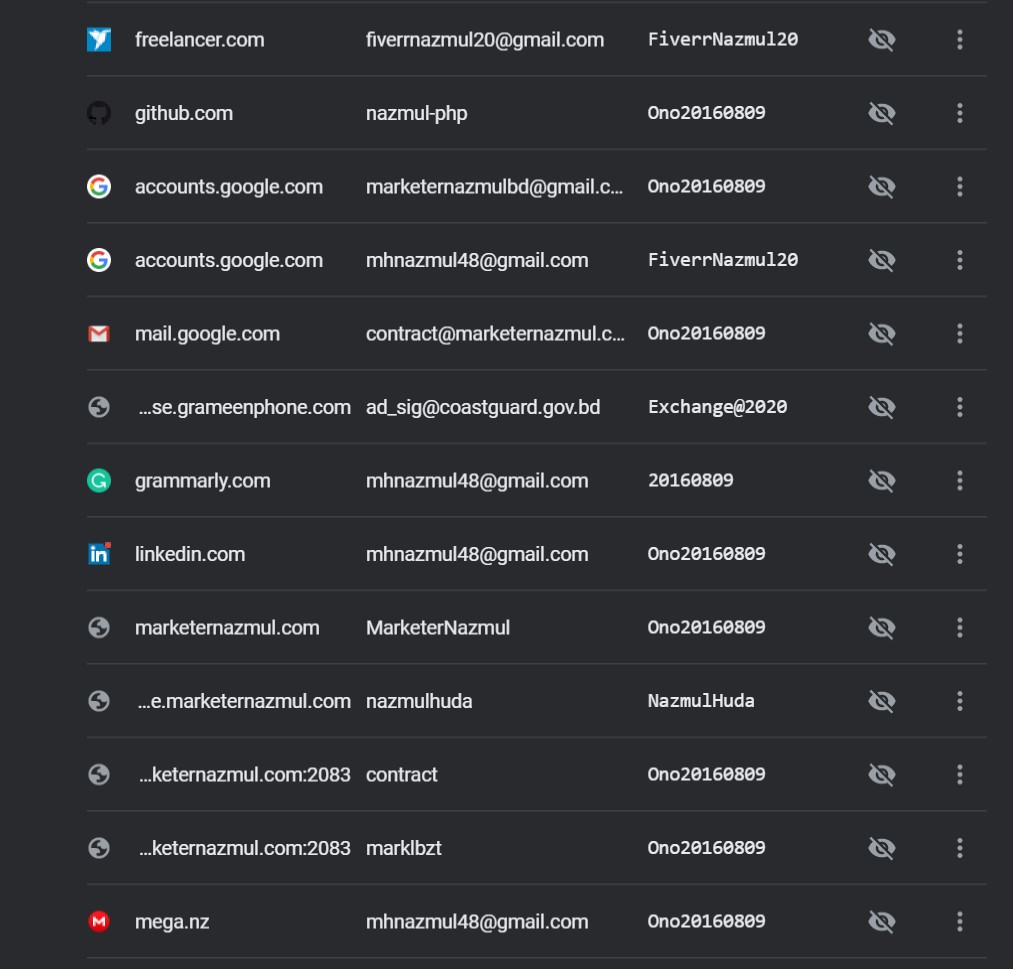 freelancer.com fiverrnazmul20@gmail.com FiverrNazmul20
github.com nazmul-php Ono20160809
accounts.google.com marketernazmulbd@gmail.c... Ono20160809
accounts.google.com mhnazmul48@gmail.com FiverrNazmul20
mail.google.com contract@marketernazmul.c... Ono20160809
...se.grameenphone.com ad_sig@coastguard.gov.bd Exchange@2020
grammarly.com mhnazmul48@gmail.com 20160809
linkedin.com mhnazmul48@gmail.com Ono20160809
marketernazmul.com MarketerNazmul Ono20160809
...e.marketernazmul.com nazmulhuda NazmulHuda
...keternazmul.com:2083 contract Ono20160809
...keternazmul.com:2083 marklbzt Ono20160809
mega.nz mhnazmul48@gmail.com Ono20160809